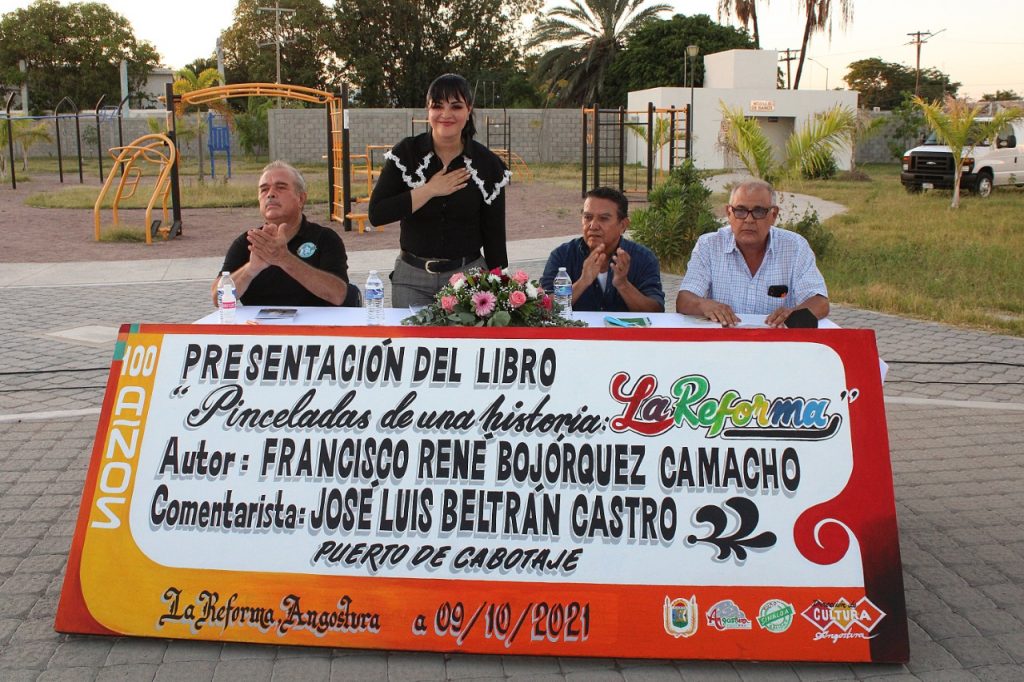 100
AÑOS
PRESENTACIÓN DEL LIBRO
"Pinceladas de una historia: La Reforma"
Autor: FRANCISCO RENÉ BOJÓRQUEZ CAMACHO
Comentarista: JOSÉ LUIS BELTRÁN CASTRO
PUERTO DE CABOTAJE
La Reforma, Angostura a 09/10/2021
CULTURA
Angostura